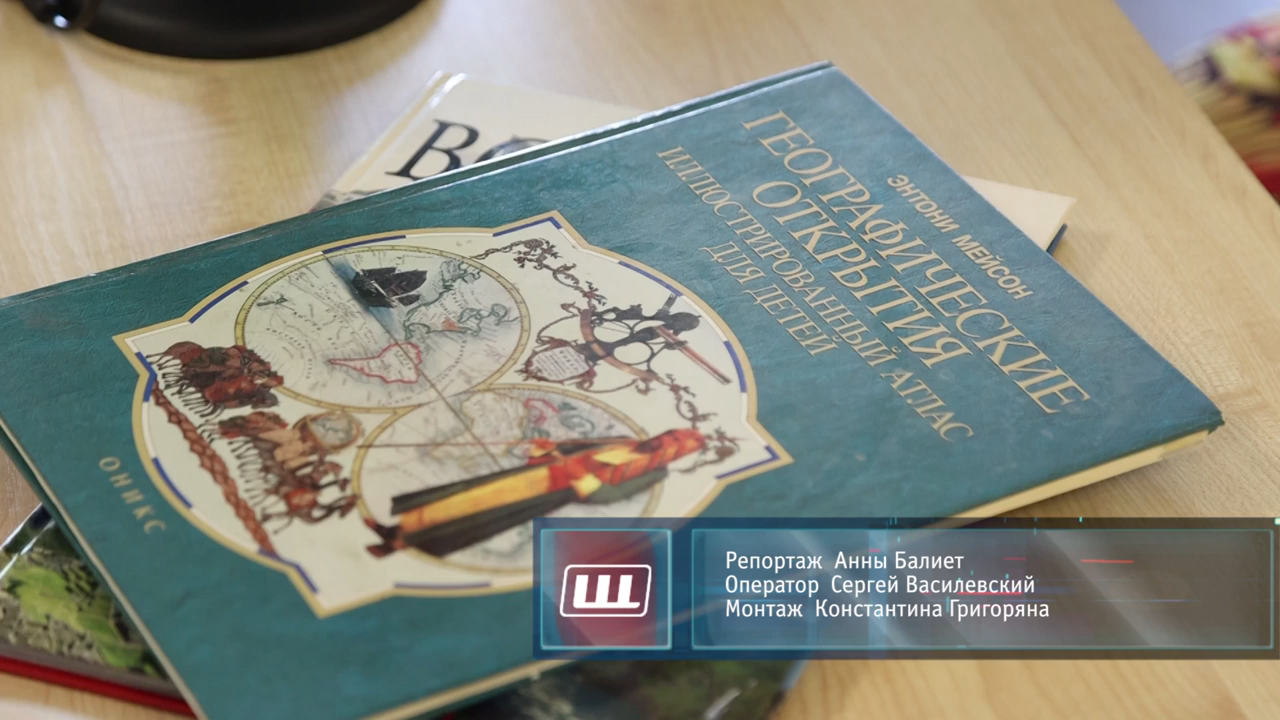 ЭНТОНИ МЕЙСОН
ГЕОГРАФИЧЕСКИЕ
ОТКРЫТИЯ
ИЛЛЮСТРИРОВАННЫЙ АТЛАС
ДЛЯ ДЕТЕЙ
ОНИКС
Ш
Репортаж Анны Балиет
Оператор Сергей Василевский
Монтаж Константина Григоряна